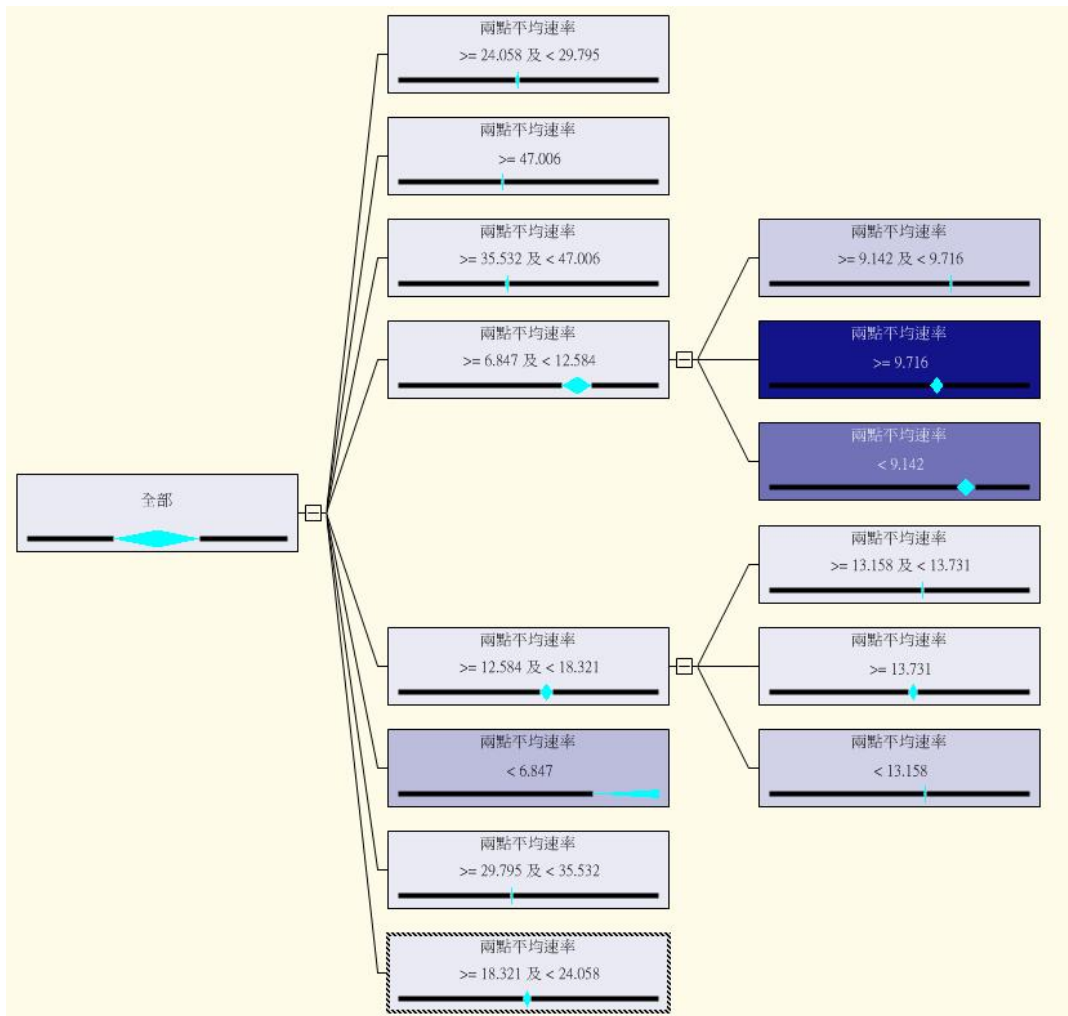 全部
兩點平均速率
>= 24.058 及 < 29.795
兩點平均速率
>= 47.006
兩點平均速率
>= 35.532 及 < 47.006
兩點平均速率
>= 6.847 及 < 12.584
兩點平均速率
>= 12.584 及 < 18.321
兩點平均速率
< 6.847
兩點平均速率
>= 29.795 及 < 35.532
兩點平均速率
>= 18.321 及 < 24.058
兩點平均速率
>= 9.142 及 < 9.716
兩點平均速率
>= 9.716
兩點平均速率
< 9.142
兩點平均速率
>= 13.158 及 < 13.731
兩點平均速率
>= 13.731
兩點平均速率
< 13.158